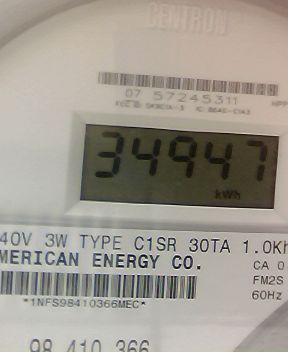 CENTRON
07 57245311
34947
kWh
40V 3W TYPE C1SR 30TA 1.0Kh
MERICAN ENERGY CO.
CA 0
FM2S
60Hz
*1NFS98410366MEC*
98 410 366